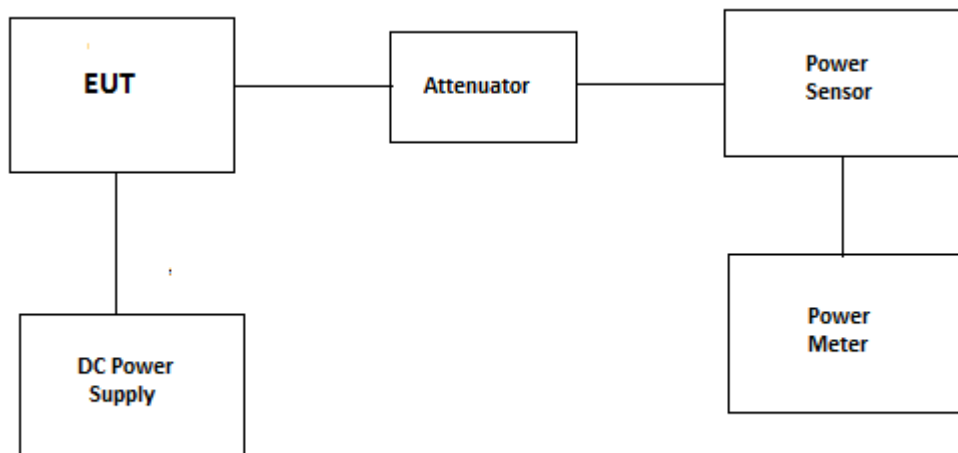 EUT
Attenuator
Power
Sensor
DC Power
Supply
Power
Meter